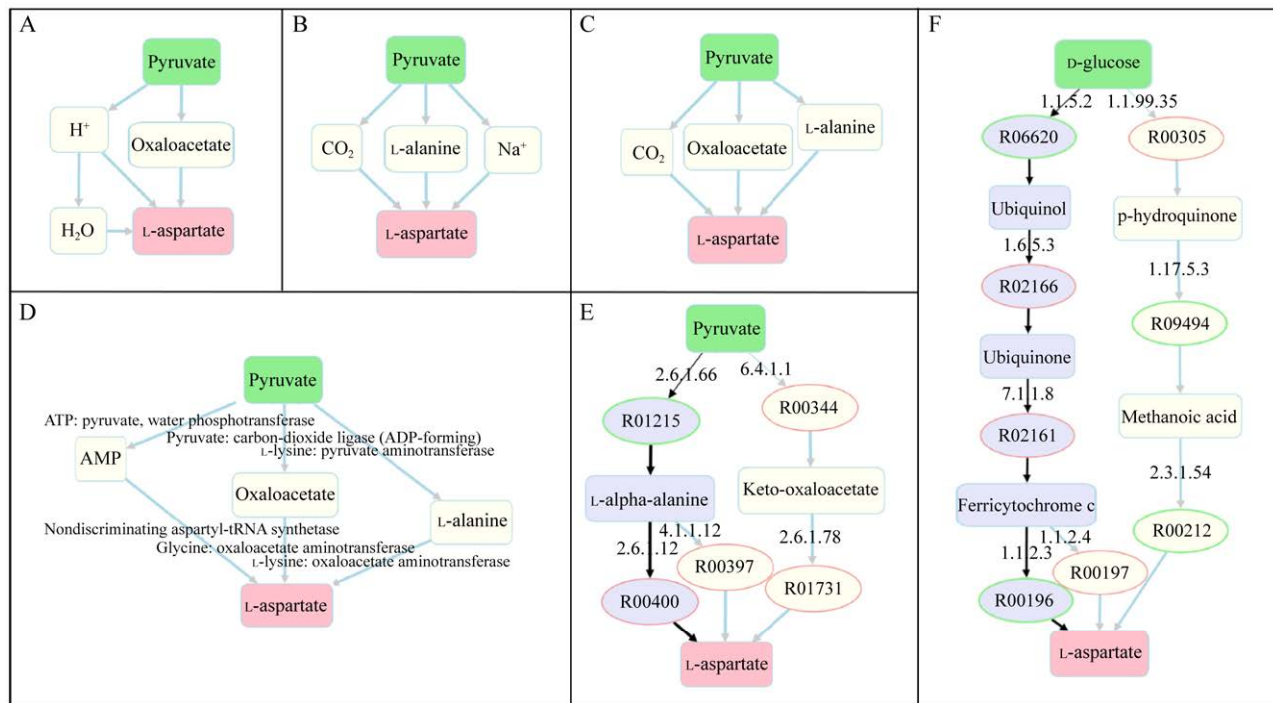 A
Pyruvate
H⁺
Oxaloacetate
H₂O
L-aspartate
B
Pyruvate
CO₂
L-alanine
Na⁺
L-aspartate
C
Pyruvate
CO₂
Oxaloacetate
L-alanine
L-aspartate
D
Pyruvate
ATP: pyruvate, water phosphotransferase
Pyruvate: carbon-dioxide ligase (ADP-forming)
L-lysine: pyruvate aminotransferase
AMP
Oxaloacetate
L-alanine
Nondiscriminating aspartyl-tRNA synthetase
Glycine: oxaloacetate aminotransferase
L-lysine: oxaloacetate aminotransferase
L-aspartate
E
Pyruvate
2.6.1.66
6.4.1.1
R01215
R00344
L-alpha-alanine
Keto-oxaloacetate
4.1.1.12
2.6.1.12
2.6.1.78
R00397
R00400
R01731
L-aspartate
F
D-glucose
1.1.5.2
1.1.99.35
R06620
R00305
Ubiquinol
p-hydroquinone
1.6.5.3
1.17.5.3
R02166
R09494
Ubiquinone
7.1.1.8
Methanoic acid
R02161
2.3.1.54
Ferricytochrome c
1.1.2.4
1.1.2.3
R00212
R00197
R00196
L-aspartate